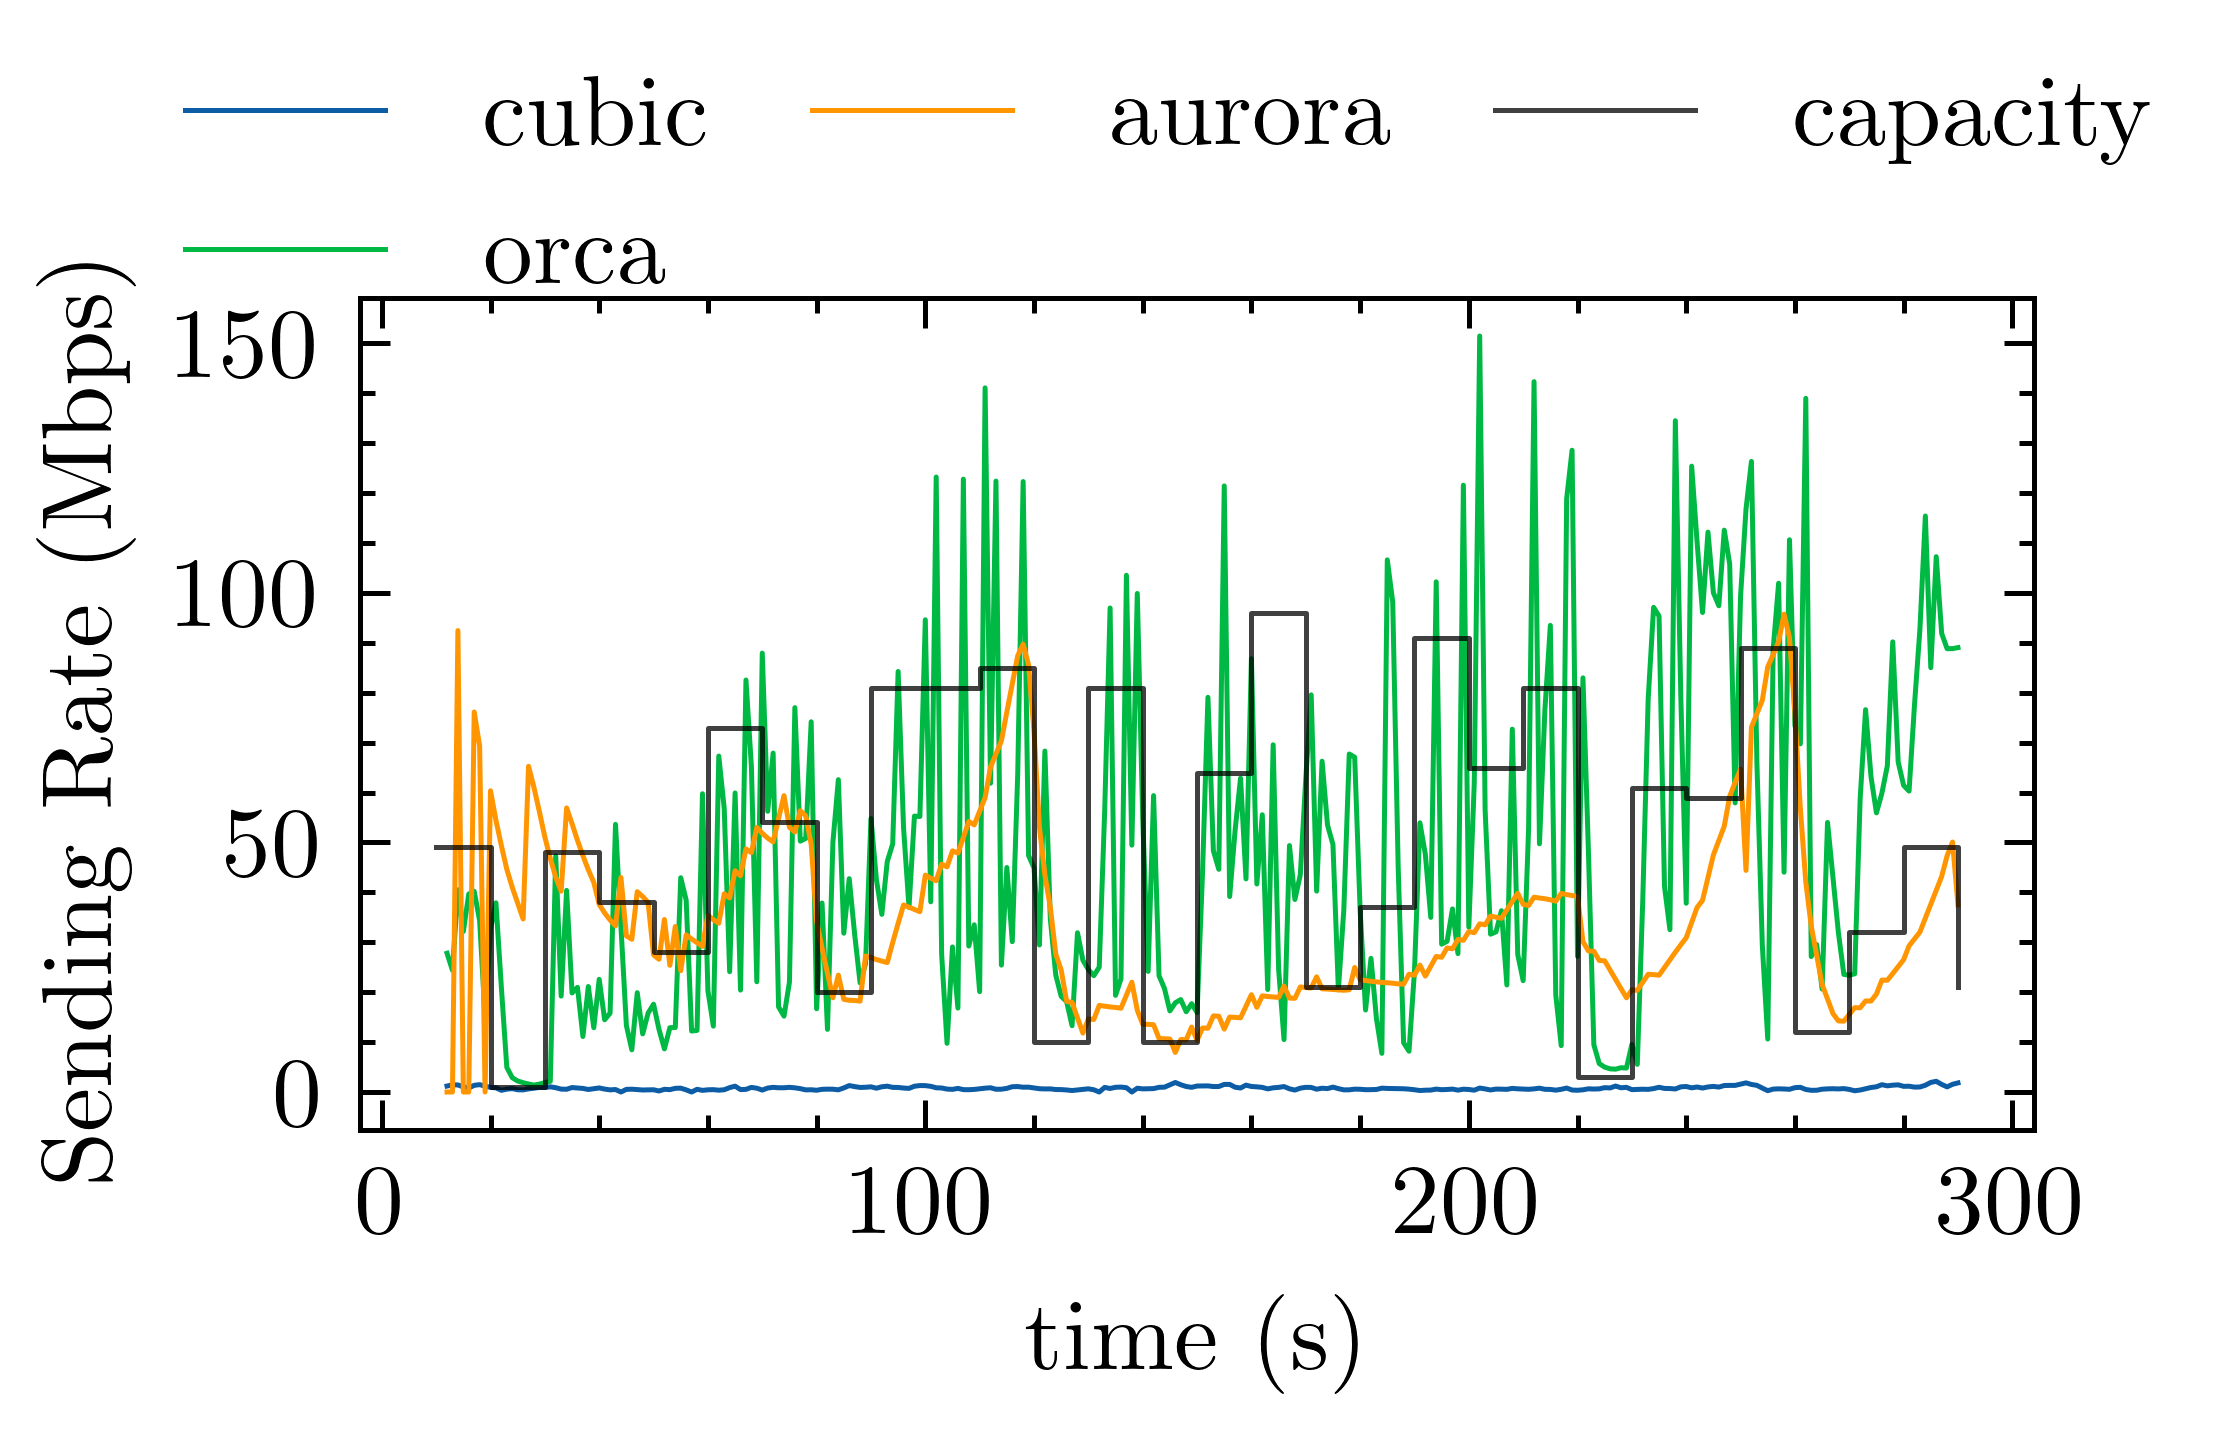 cubic aurora capacity
orca
Sending Rate (Mbps)
150
100
50
0
0 100 200 300
time (s)